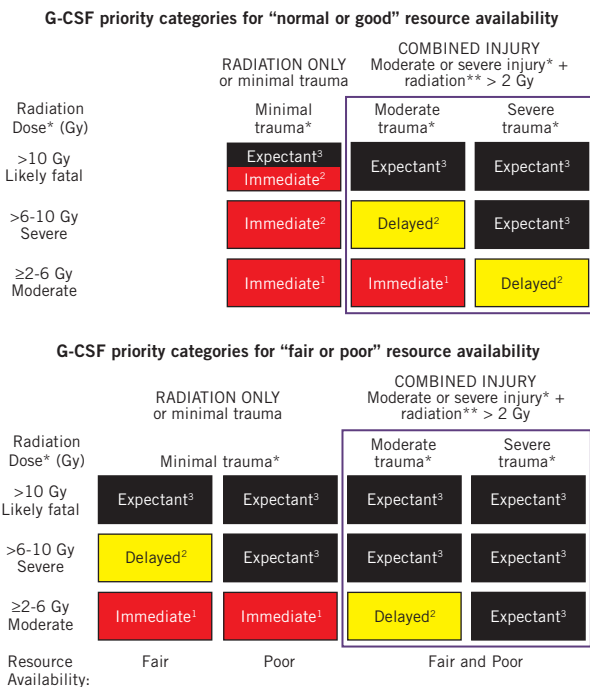 G-CSF priority categories for “normal or good” resource availability
RADIATION ONLY
or minimal trauma
COMBINED INJURY
Moderate or severe injury* +
radiation** > 2 Gy
Radiation
Dose* (Gy)
Minimal
trauma*
Moderate
trauma*
Severe
trauma*
>10 Gy
Likely fatal
Expectant³
Immediate²
Expectant³
Expectant³
>6-10 Gy
Severe
Immediate²
Delayed²
Expectant³
≥2-6 Gy
Moderate
Immediate¹
Immediate¹
Delayed²
G-CSF priority categories for “fair or poor” resource availability
RADIATION ONLY
or minimal trauma
COMBINED INJURY
Moderate or severe injury* +
radiation** > 2 Gy
Radiation
Dose* (Gy)
Minimal trauma*
Moderate
trauma*
Severe
trauma*
>10 Gy
Likely fatal
Expectant³
Expectant³
Expectant³
Expectant³
>6-10 Gy
Severe
Delayed²
Expectant³
Expectant³
Expectant³
≥2-6 Gy
Moderate
Immediate¹
Immediate¹
Delayed²
Expectant³
Resource
Availability:
Fair
Poor
Fair and Poor